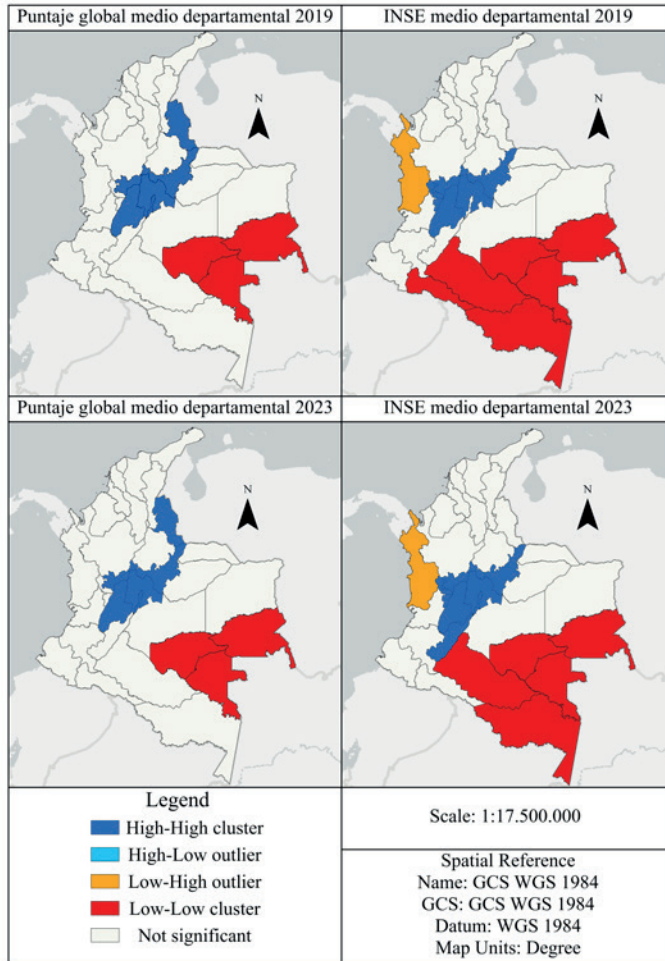 Puntaje global medio departamental 2019
INSE medio departamental 2019
N
N
Puntaje global medio departamental 2023
INSE medio departamental 2023
N
N
Legend
High-High cluster
High-Low outlier
Low-High outlier
Low-Low cluster
Not significant
Scale: 1:17.500.000
Spatial Reference
Name: GCS WGS 1984
GCS: GCS WGS 1984
Datum: WGS 1984
Map Units: Degree